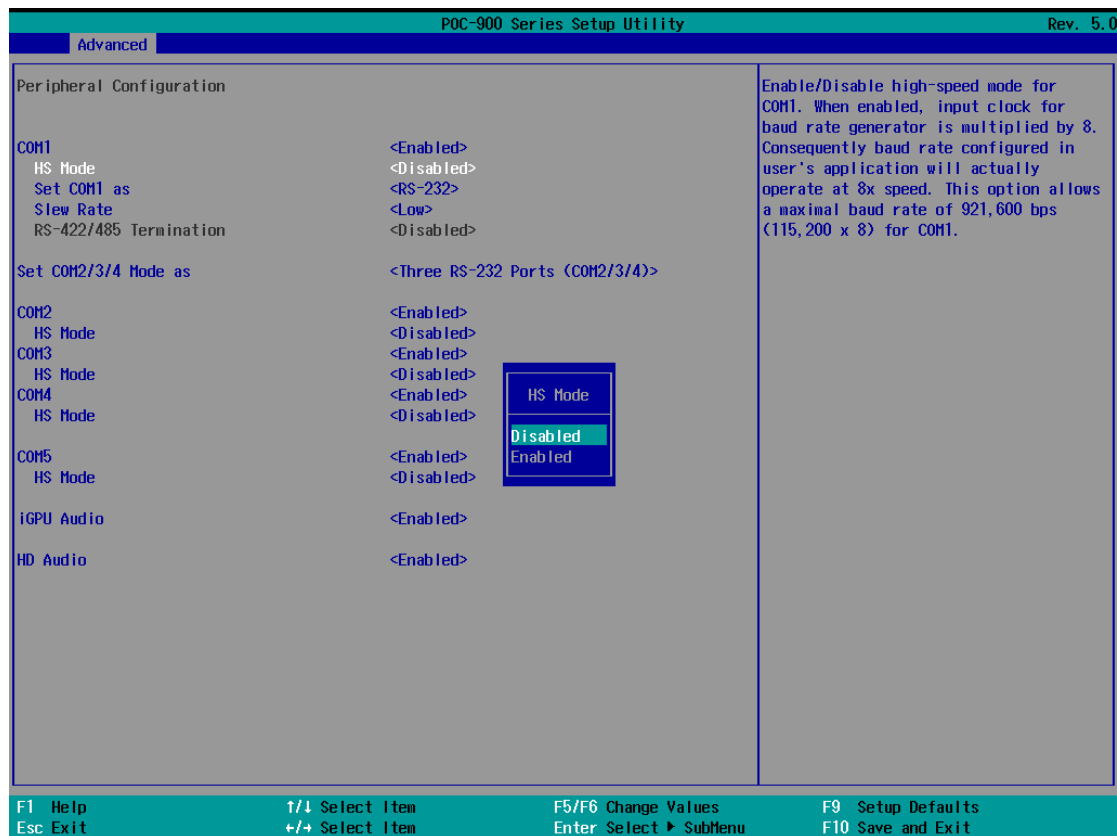 POC-900 Series Setup Utility Rev. 5.0
Advanced
Peripheral Configuration
COM1 <Enabled>
HS Mode <Disabled>
Set COM1 as <RS-232>
Slew Rate <Low>
RS-422/485 Termination <Disabled>
Set COM2/3/4 Mode as <Three RS-232 Ports (COM2/3/4)>
COM2 <Enabled>
HS Mode <Disabled>
COM3 <Enabled>
HS Mode <Disabled>
COM4 <Enabled>
HS Mode <Disabled>
COM5 <Enabled>
HS Mode <Disabled>
iGPU Audio <Enabled>
HD Audio <Enabled>
HS Mode
Disabled
Enabled
Enable/Disable high-speed mode for
COM1. When enabled, input clock for
baud rate generator is multiplied by 8.
Consequently baud rate configured in
user's application will actually
operate at 8x speed. This option allows
a maximal baud rate of 921,600 bps
(115,200 x 8) for COM1.
F1 Help ↑/↓ Select Item F5/F6 Change Values F9 Setup Defaults
Esc Exit ←/→ Select Item Enter Select ▶ SubMenu F10 Save and Exit